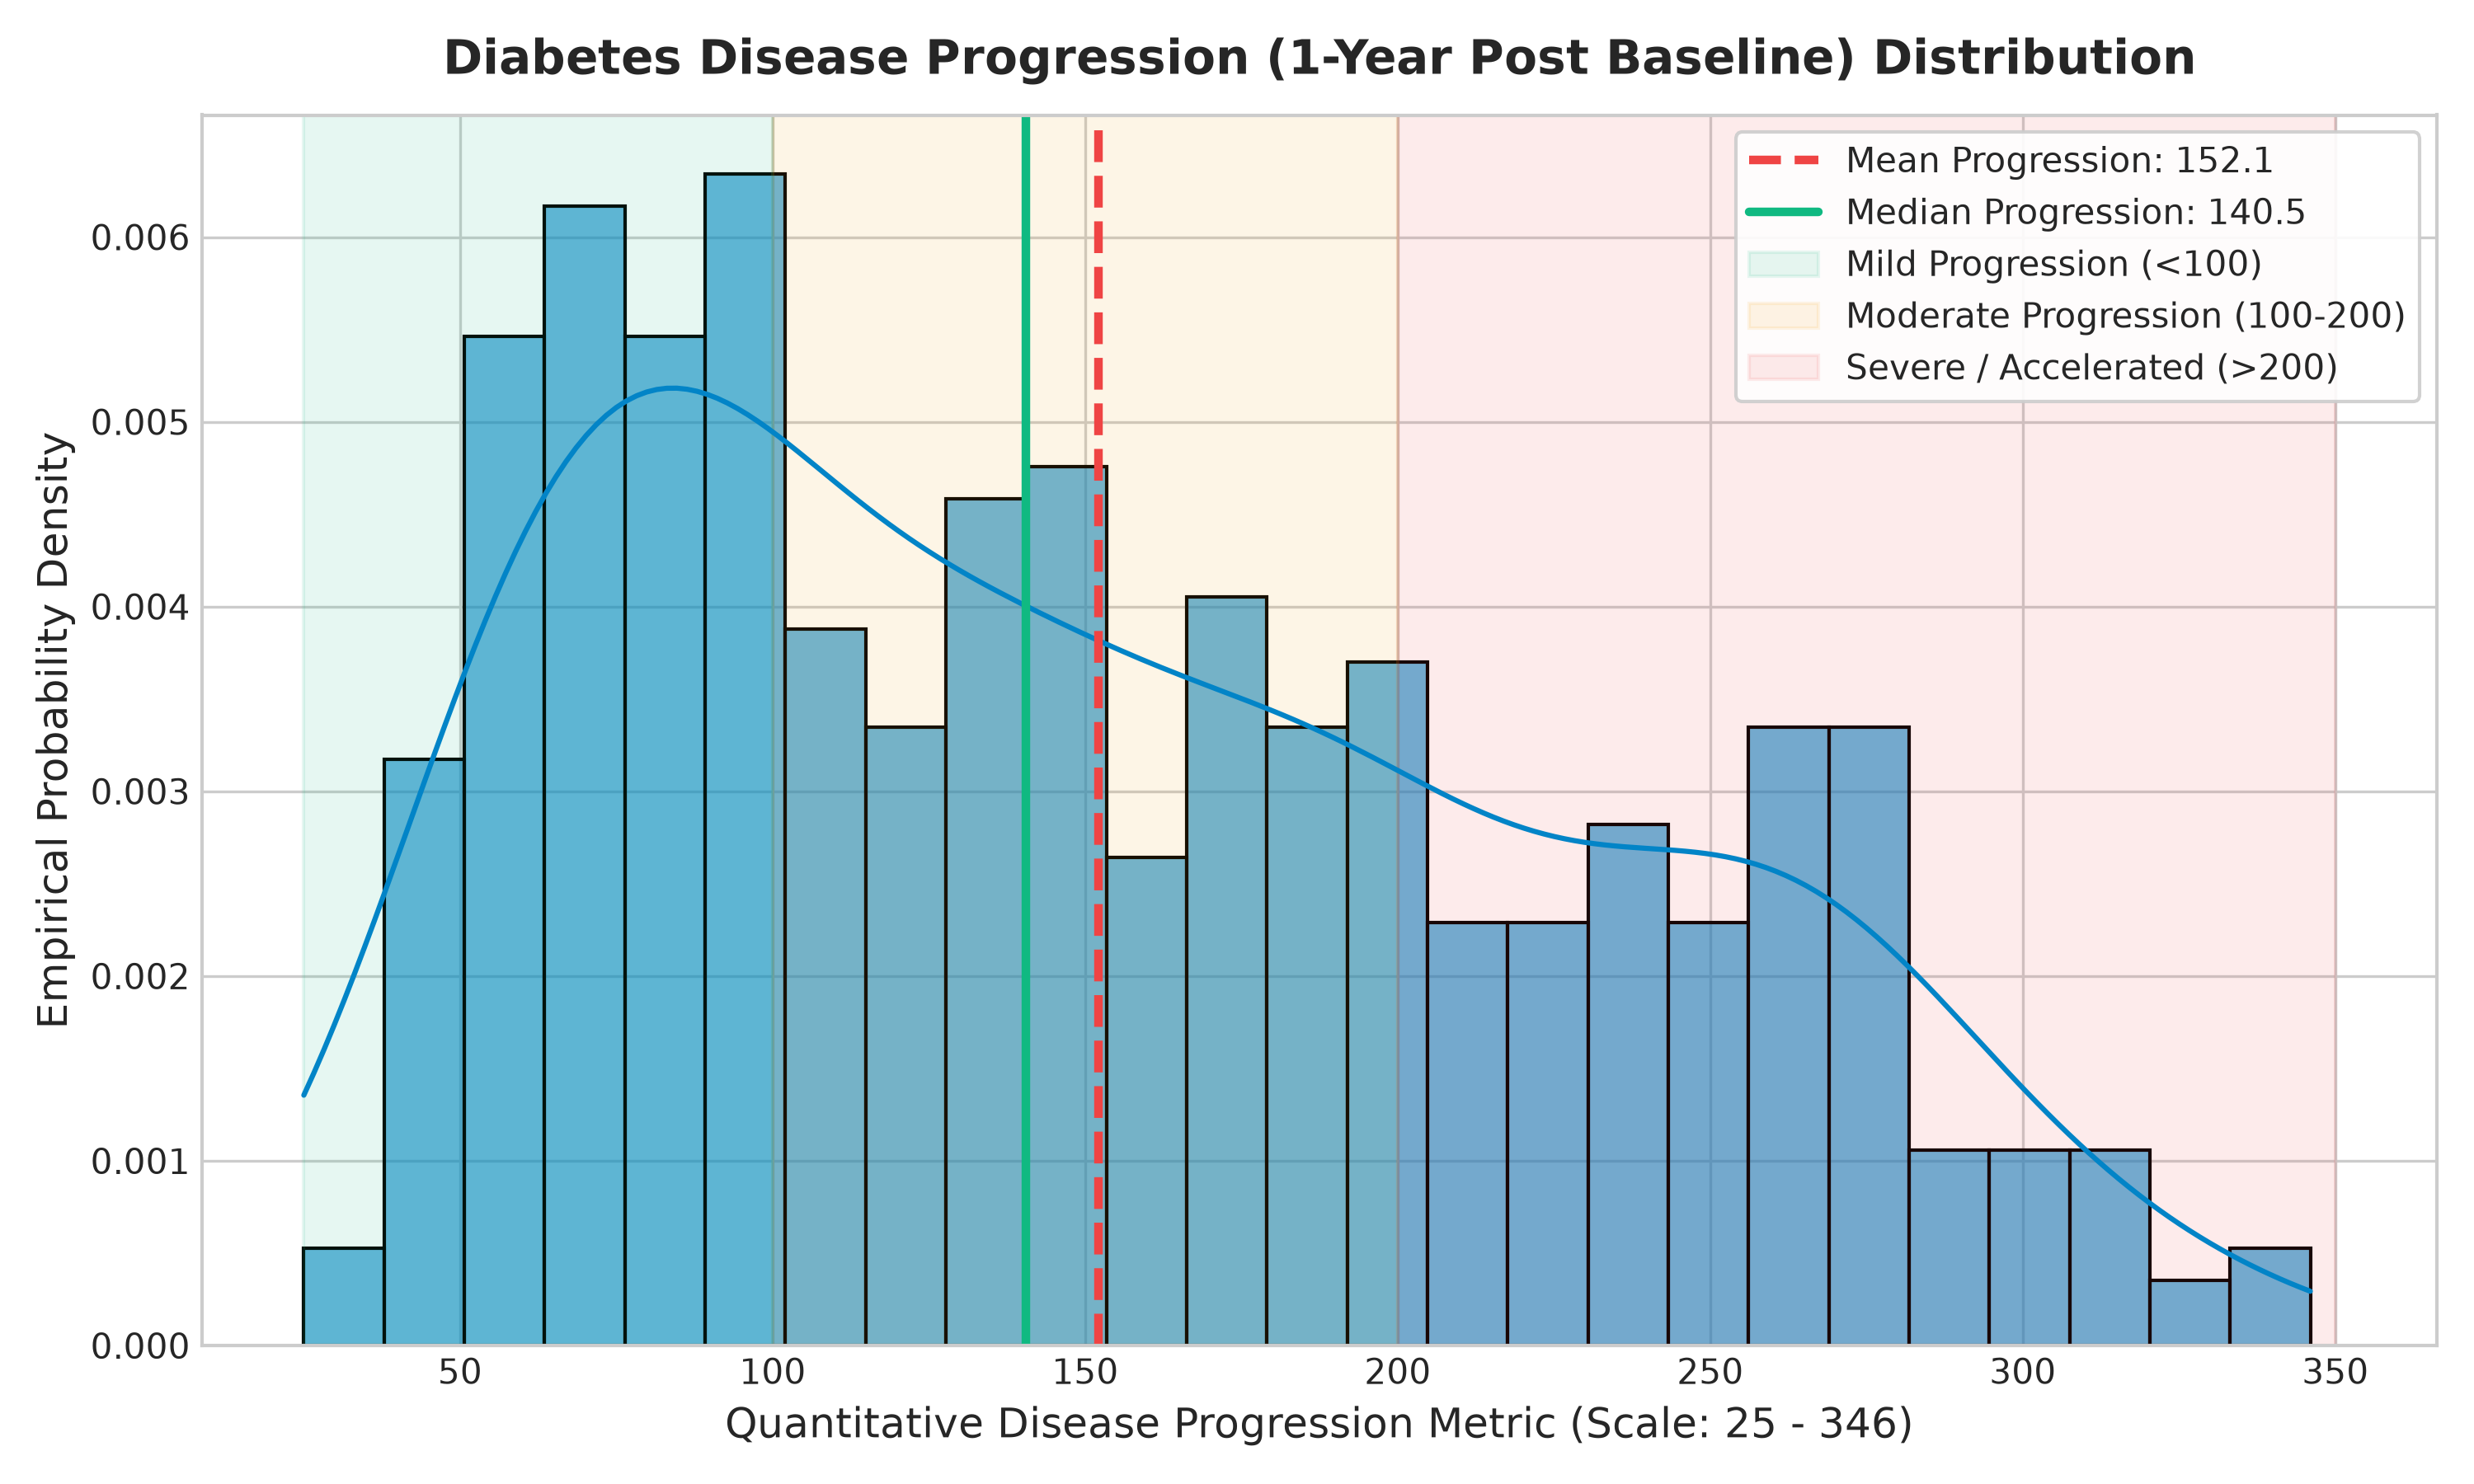 Diabetes Disease Progression (1-Year Post Baseline) Distribution
Mean Progression: 152.1
Median Progression: 140.5
Mild Progression (<100)
Moderate Progression (100-200)
Severe / Accelerated (>200)
Empirical Probability Density
0.006
0.005
0.004
0.003
0.002
0.001
0.000
50 100 150 200 250 300 350
Quantitative Disease Progression Metric (Scale: 25 - 346)